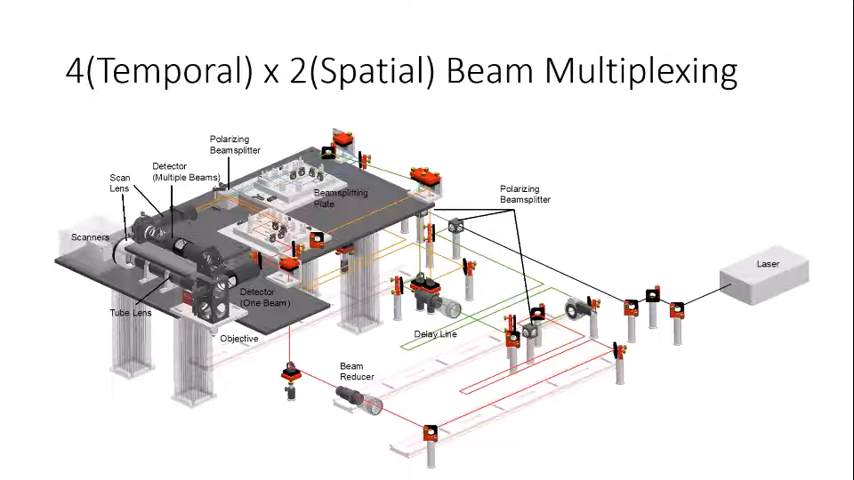 4(Temporal) x 2(Spatial) Beam Multiplexing
Polarizing
Beamsplitter
Detector
(Multiple Beams)
Scan
Lens
Beamsplitting
Plate
Polarizing
Beamsplitter
Scanners
Laser
Detector
(One Beam)
Tube Lens
Objective
Delay Line
Beam
Reducer